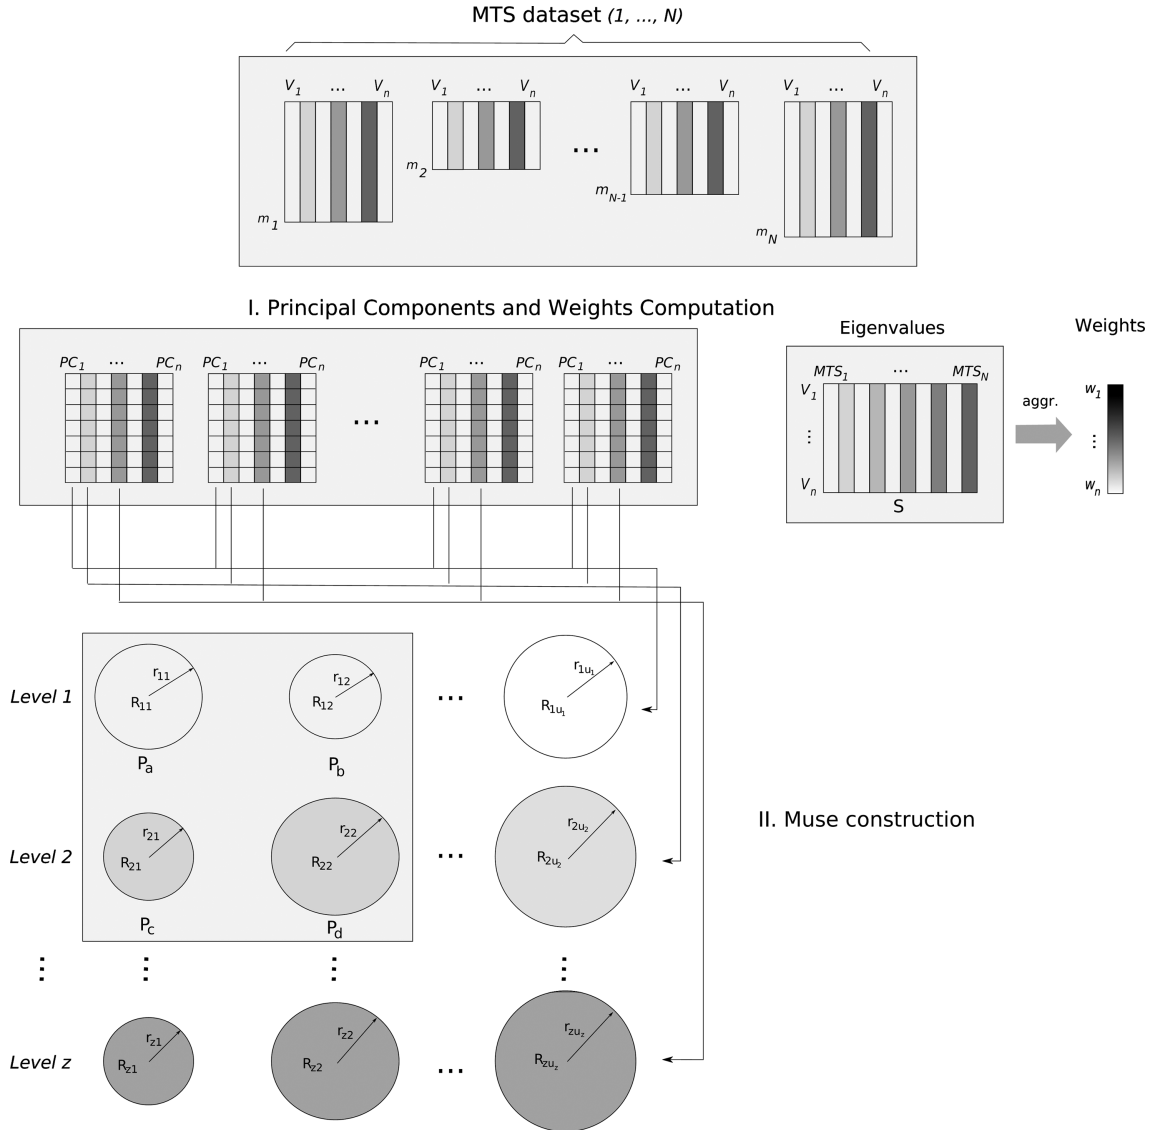 MTS dataset (1, ..., N)
V1 ... Vn V1 ... Vn V1 ... Vn V1 ... Vn
...
m1 m2 mN-1 mN
I. Principal Components and Weights Computation
PC1 ... PCn PC1 ... PCn PC1 ... PCn PC1 ... PCn
...
Eigenvalues
MTS1 ... MTSN
V1
...
Vn
S
aggr.
Weights
w1
...
wn
Level 1
r11 r12 r1u1
R11 R12 ... R1u1
Pa Pb
Level 2
r21 r22 r2u2
R21 R22 ... R2u2
Pc Pd
II. Muse construction
... ... ... ...
Level z
rz1 rz2 rzuz
Rz1 Rz2 ... Rzuz